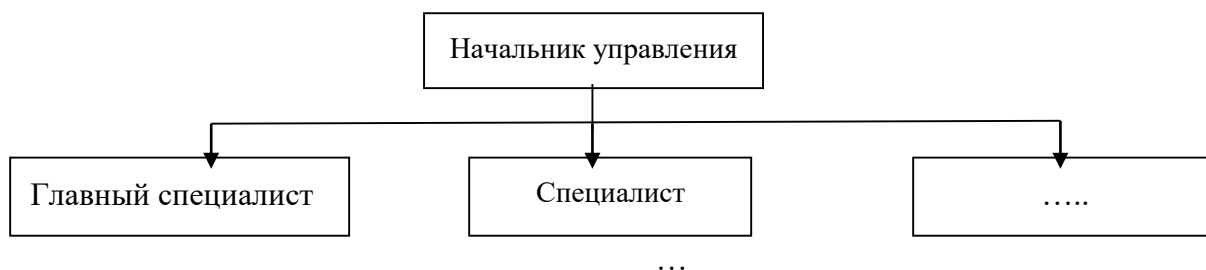 Начальник управления
Главный специалист
Специалист
…..
…